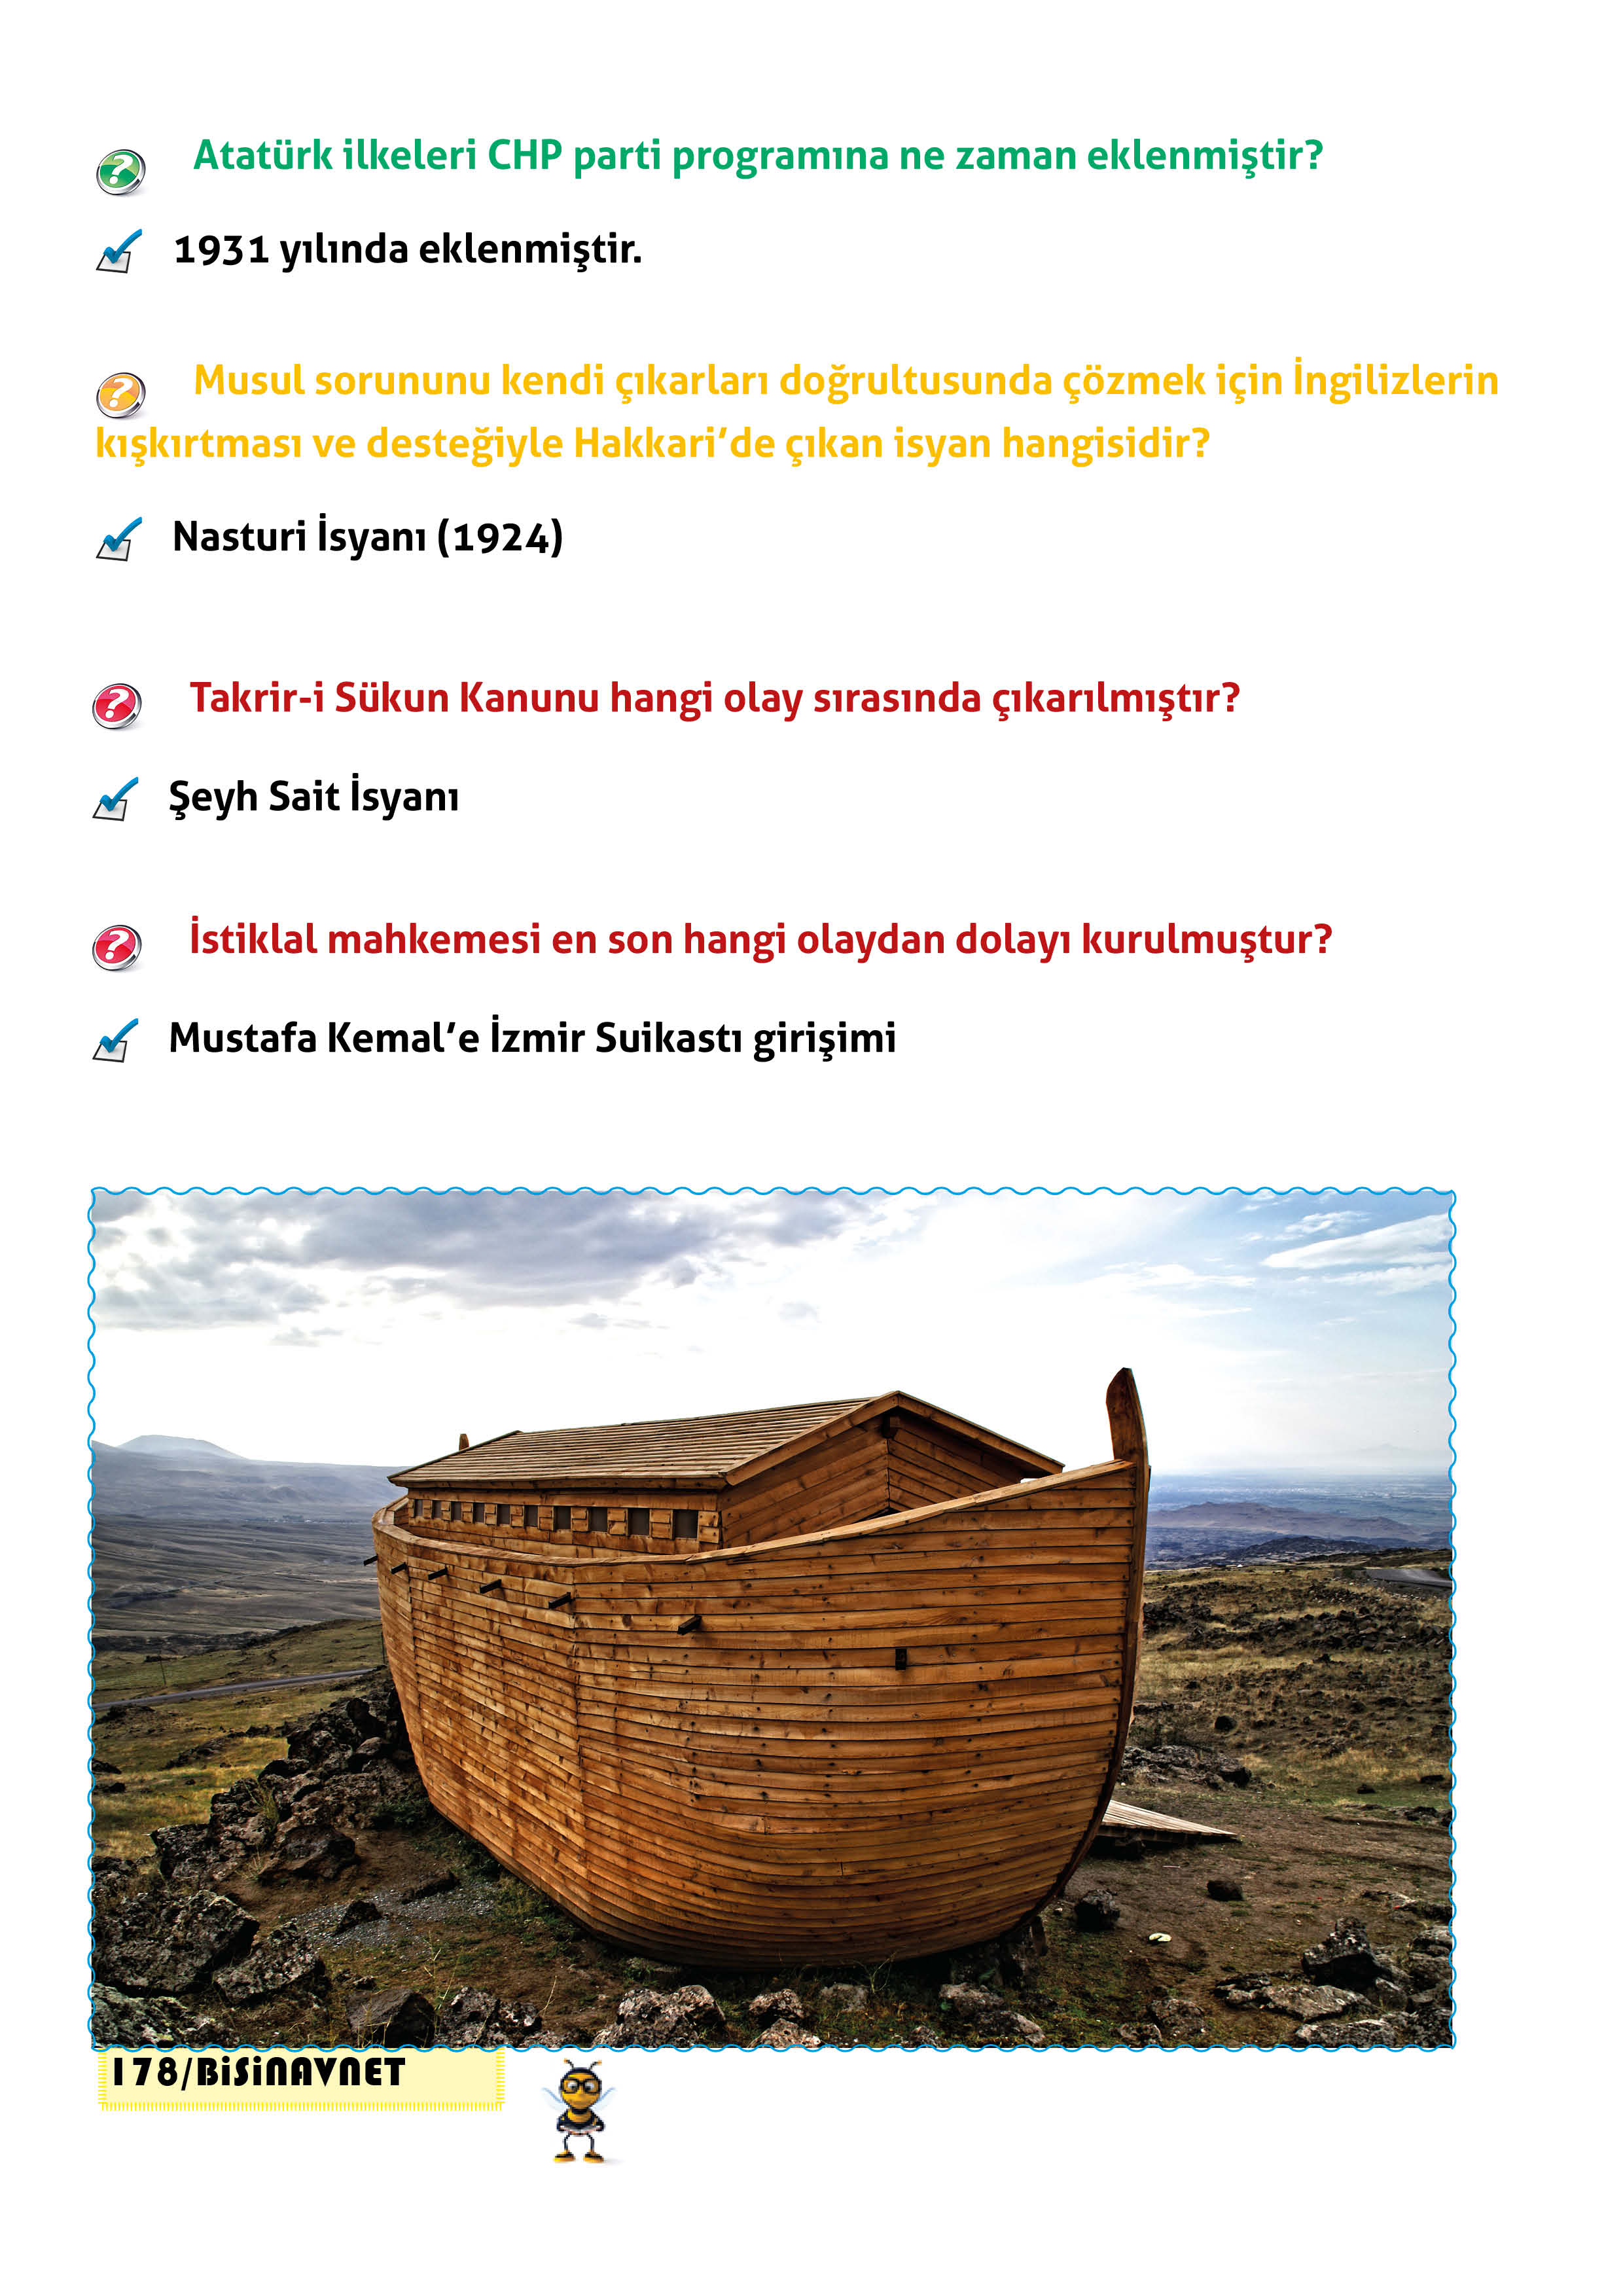 Atatürk ilkeleri CHP parti programına ne zaman eklenmiştir?
1931 yılında eklenmiştir.
Musul sorununu kendi çıkarları doğrultusunda çözmek için İngilizlerin
kışkırtması ve desteğiyle Hakkari’de çıkan isyan hangisidir?
Nasturi İsyanı (1924)
Takrir-i Sükun Kanunu hangi olay sırasında çıkarılmıştır?
Şeyh Sait İsyanı
İstiklal mahkemesi en son hangi olaydan dolayı kurulmuştur?
Mustafa Kemal’e İzmir Suikastı girişimi
178/BiSiNAVNET